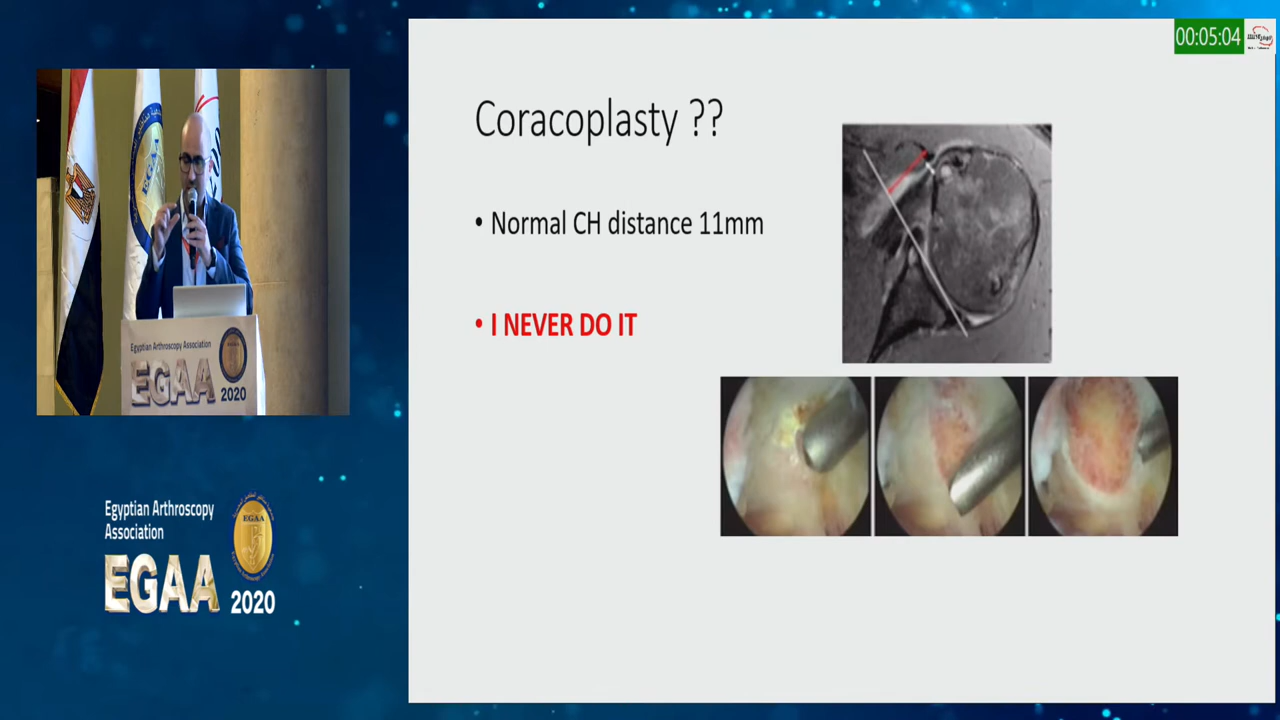 00:05:04
Coracoplasty ??
• Normal CH distance 11mm
• I NEVER DO IT
Egyptian Arthroscopy Association
EGAA
2020
Egyptian Arthroscopy
Association
EGAA
EGAA
2020